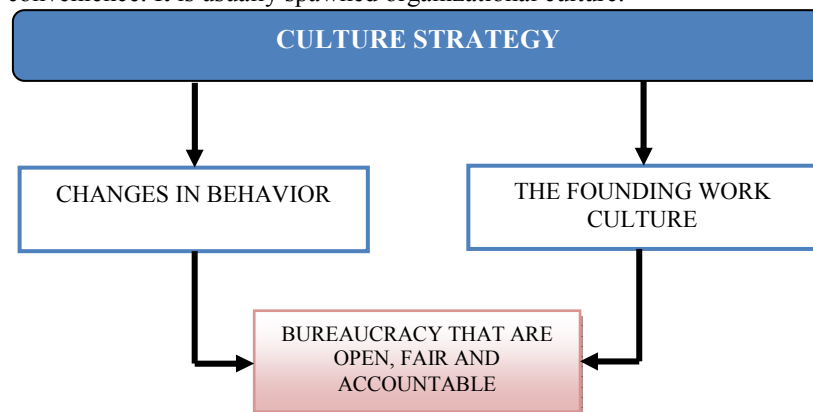 convenience. It is usually spawned organizational culture.
CULTURE STRATEGY
CHANGES IN BEHAVIOR
THE FOUNDING WORK
CULTURE
BUREAUCRACY THAT ARE
OPEN, FAIR AND
ACCOUNTABLE